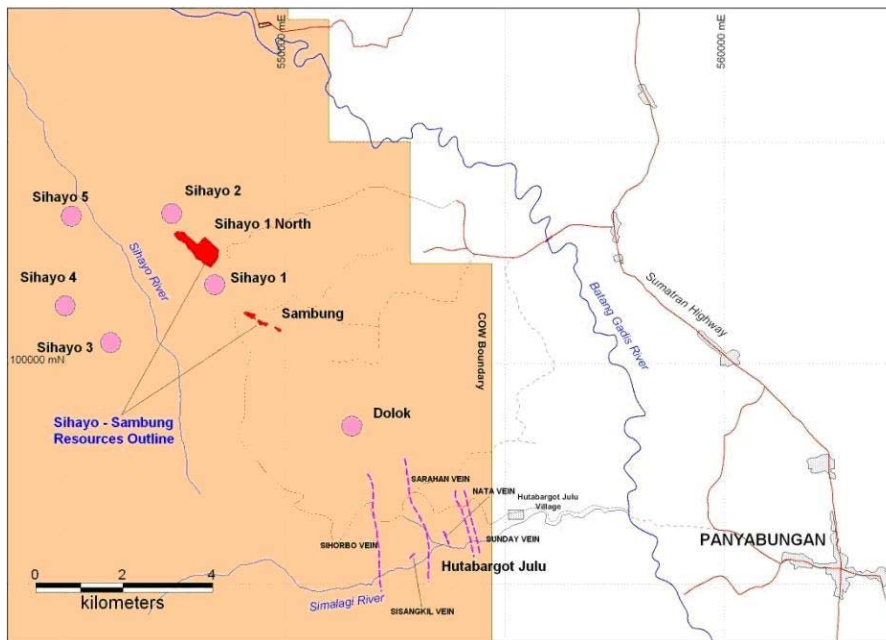 550000 mE
560000 mE
Sihayo 5
Sihayo 2
Sihayo 1 North
Sihayo River
Sihayo 4
Sihayo 1
Sambung
Sihayo 3
100000 mN
COW Boundary
Batang Gadis River
Sumatran Highway
Sihayo - Sambung
Resources Outline
Dolok
SARAHAN VEIN
NATA VEIN
Hutabargot Julu
Village
SIHORBO VEIN
SUNDAY VEIN
PANYABUNGAN
Hutabargot Julu
0 2 4
kilometers
Simalagi River
SISANGKIL VEIN